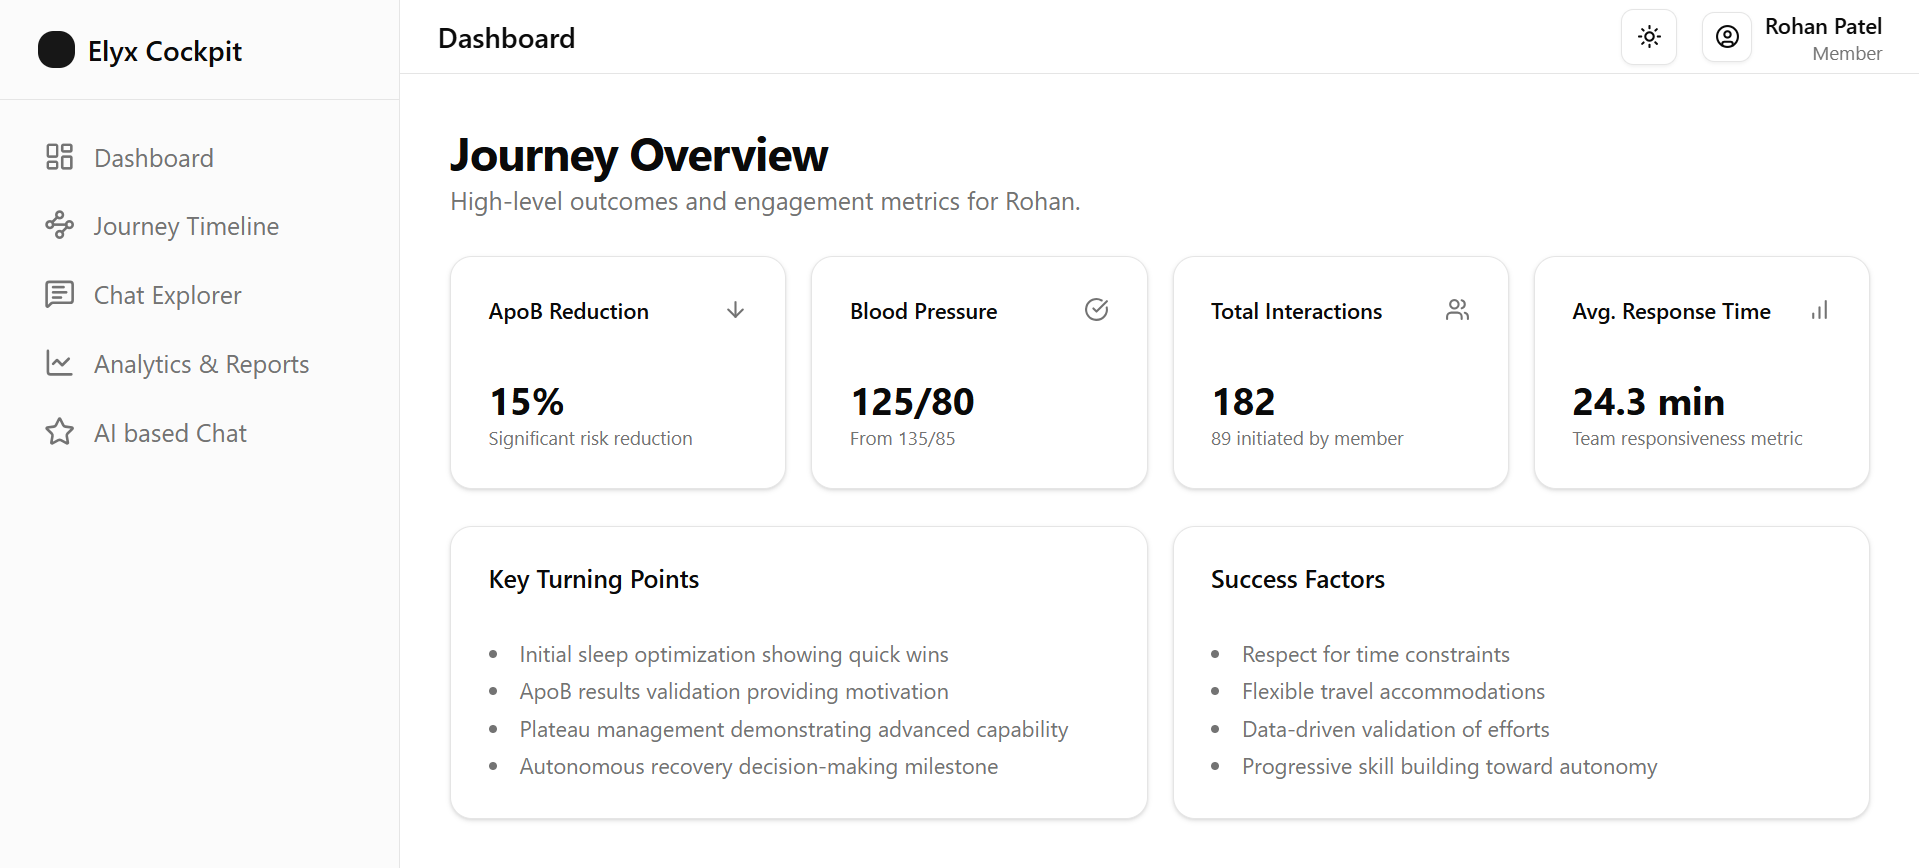 Elyx Cockpit
Dashboard
Journey Timeline
Chat Explorer
Analytics & Reports
AI based Chat
Dashboard
Rohan Patel
Member
Journey Overview
High-level outcomes and engagement metrics for Rohan.
ApoB Reduction
15%
Significant risk reduction
Blood Pressure
125/80
From 135/85
Total Interactions
182
89 initiated by member
Avg. Response Time
24.3 min
Team responsiveness metric
Key Turning Points
Initial sleep optimization showing quick wins
ApoB results validation providing motivation
Plateau management demonstrating advanced capability
Autonomous recovery decision-making milestone
Success Factors
Respect for time constraints
Flexible travel accommodations
Data-driven validation of efforts
Progressive skill building toward autonomy